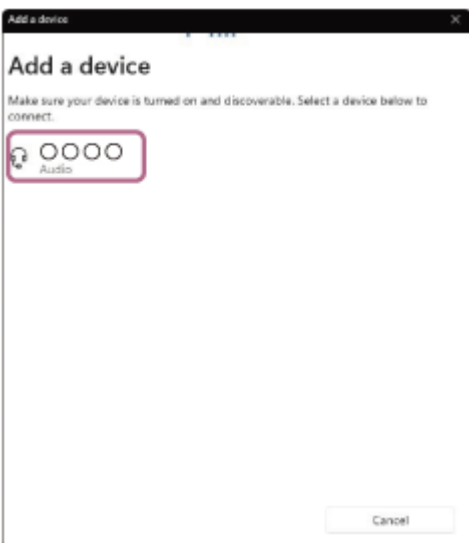 Add a device
Add a device
Make sure your device is turned on and discoverable. Select a device below to
connect.
○○○○
Audio
Cancel